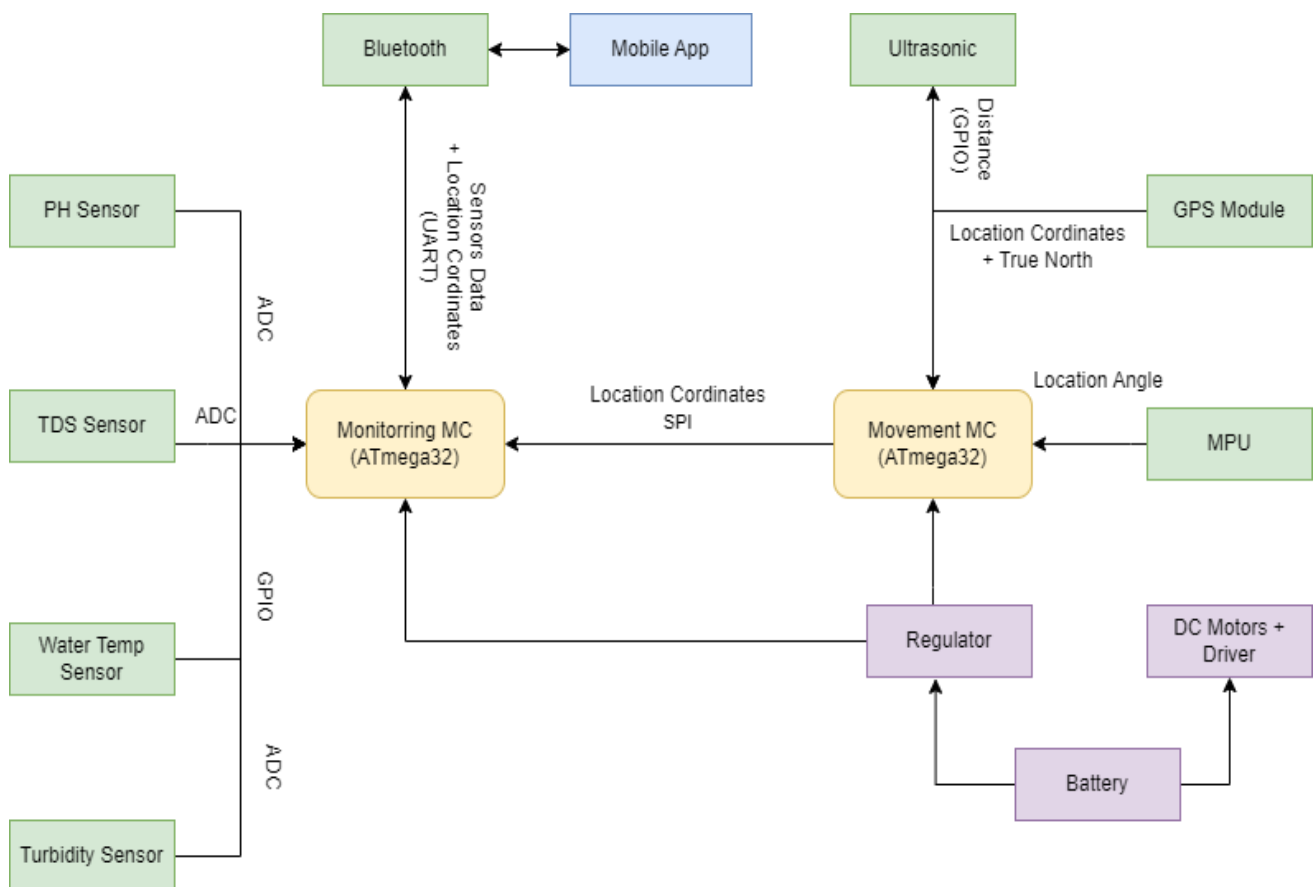 Bluetooth
Mobile App
Ultrasonic
Distance
(GPIO)
Sensors Data
+ Location Cordinates
(UART)
PH Sensor
GPS Module
Location Cordinates
+ True North
ADC
TDS Sensor
ADC
Monitorring MC
(ATmega32)
Location Cordinates
SPI
Movement MC
(ATmega32)
Location Angle
MPU
GPIO
Water Temp
Sensor
Regulator
DC Motors +
Driver
ADC
Battery
Turbidity Sensor